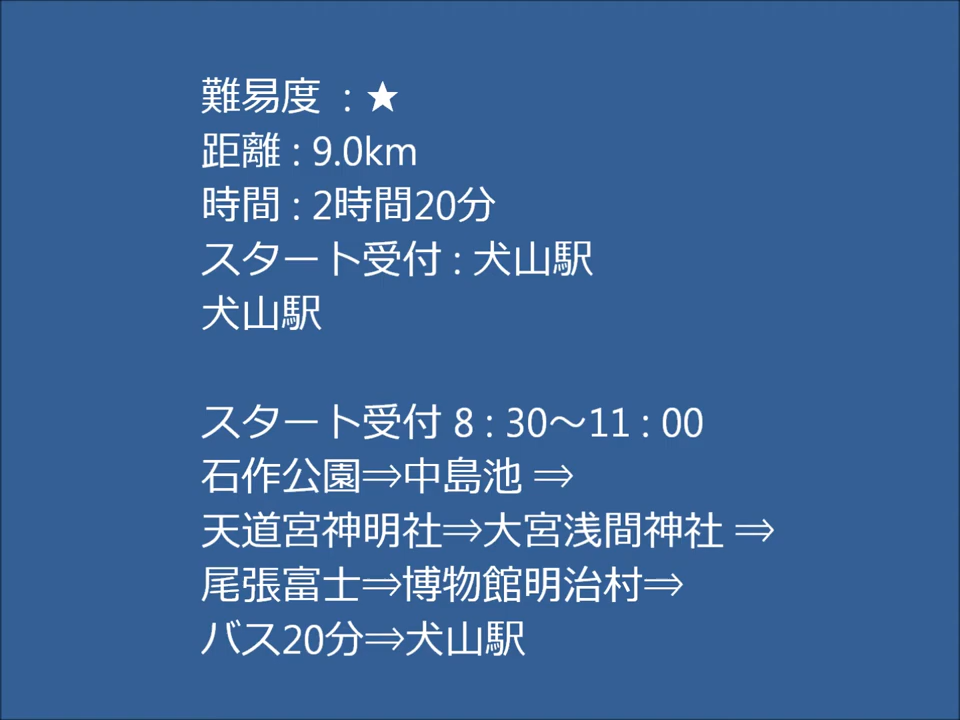 難易度 : ★
距離 : 9.0km
時間 : 2時間20分
スタート受付 : 犬山駅
犬山駅
スタート受付 8 : 30～11 : 00
石作公園⇒中島池 ⇒
天道宮神明社⇒大宮浅間神社 ⇒
尾張富士⇒博物館明治村⇒
バス20分⇒犬山駅